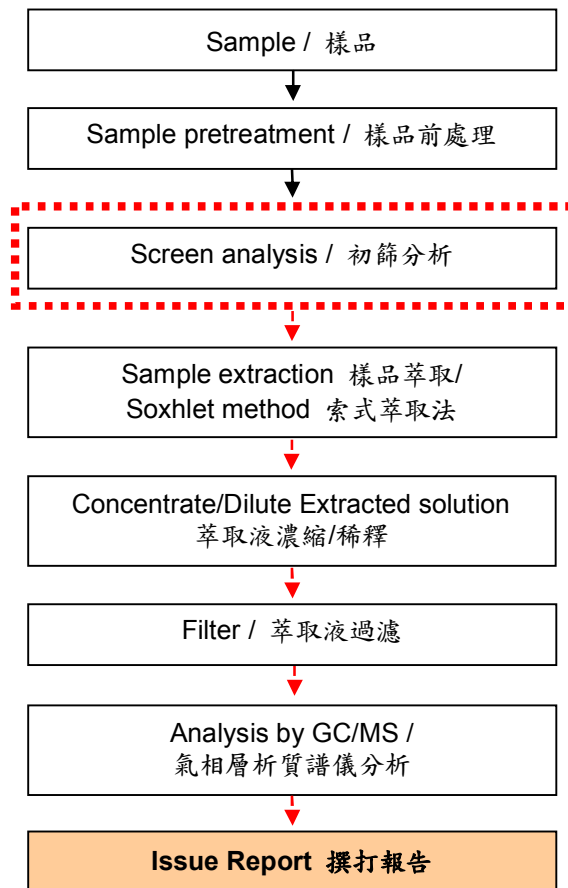 Sample / 樣品
Sample pretreatment / 樣品前處理
Screen analysis / 初篩分析
Sample extraction 樣品萃取/
Soxhlet method 索式萃取法
Concentrate/Dilute Extracted solution
萃取液濃縮/稀釋
Filter / 萃取液過濾
Analysis by GC/MS /
氣相層析質譜儀分析
Issue Report 撰打報告